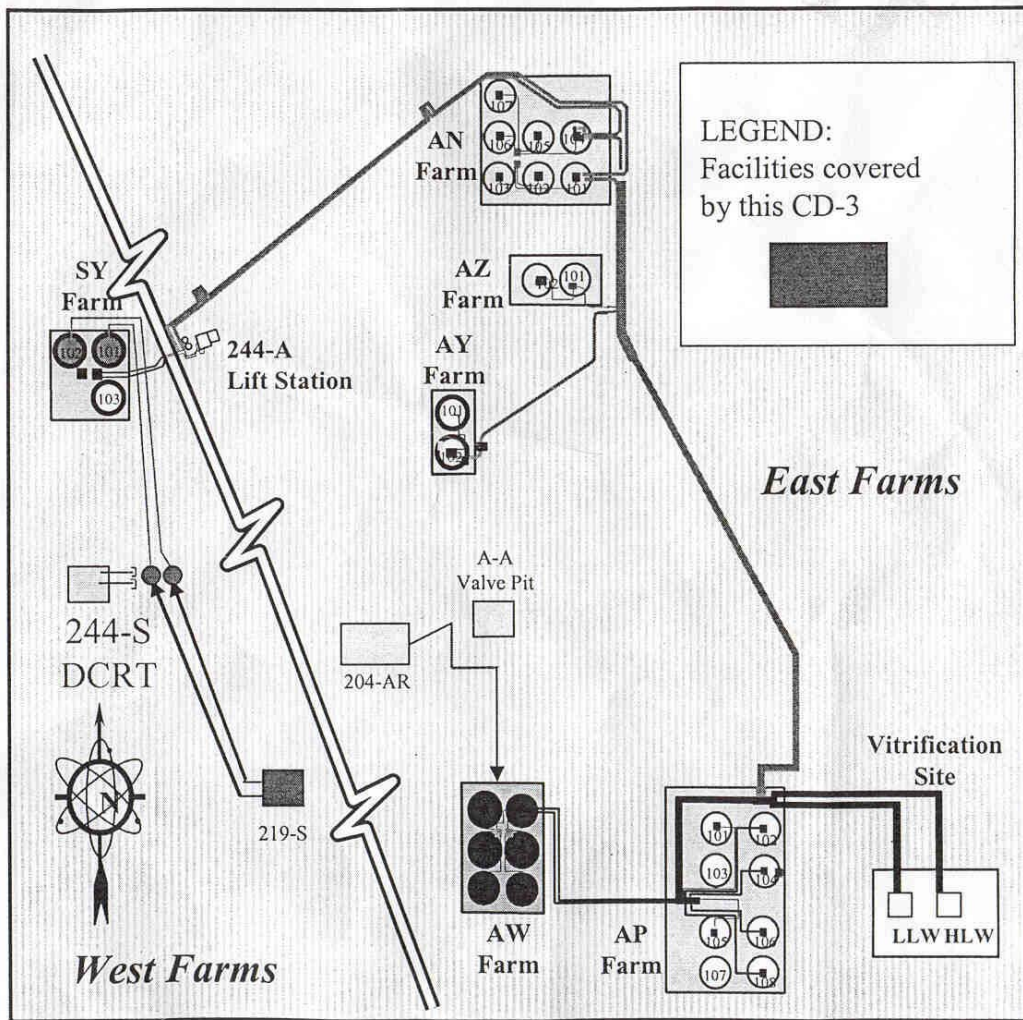 LEGEND:
Facilities covered
by this CD-3
AN
Farm
107
106
105
104
103
102
101
AZ
Farm
102
101
SY
Farm
102
101
103
244-A
Lift Station
AY
Farm
101
102
East Farms
A-A
Valve Pit
204-AR
244-S
DCRT
N
219-S
Vitrification
Site
101
102
103
104
105
106
107
108
LLW HLW
AW
Farm
AP
Farm
West Farms